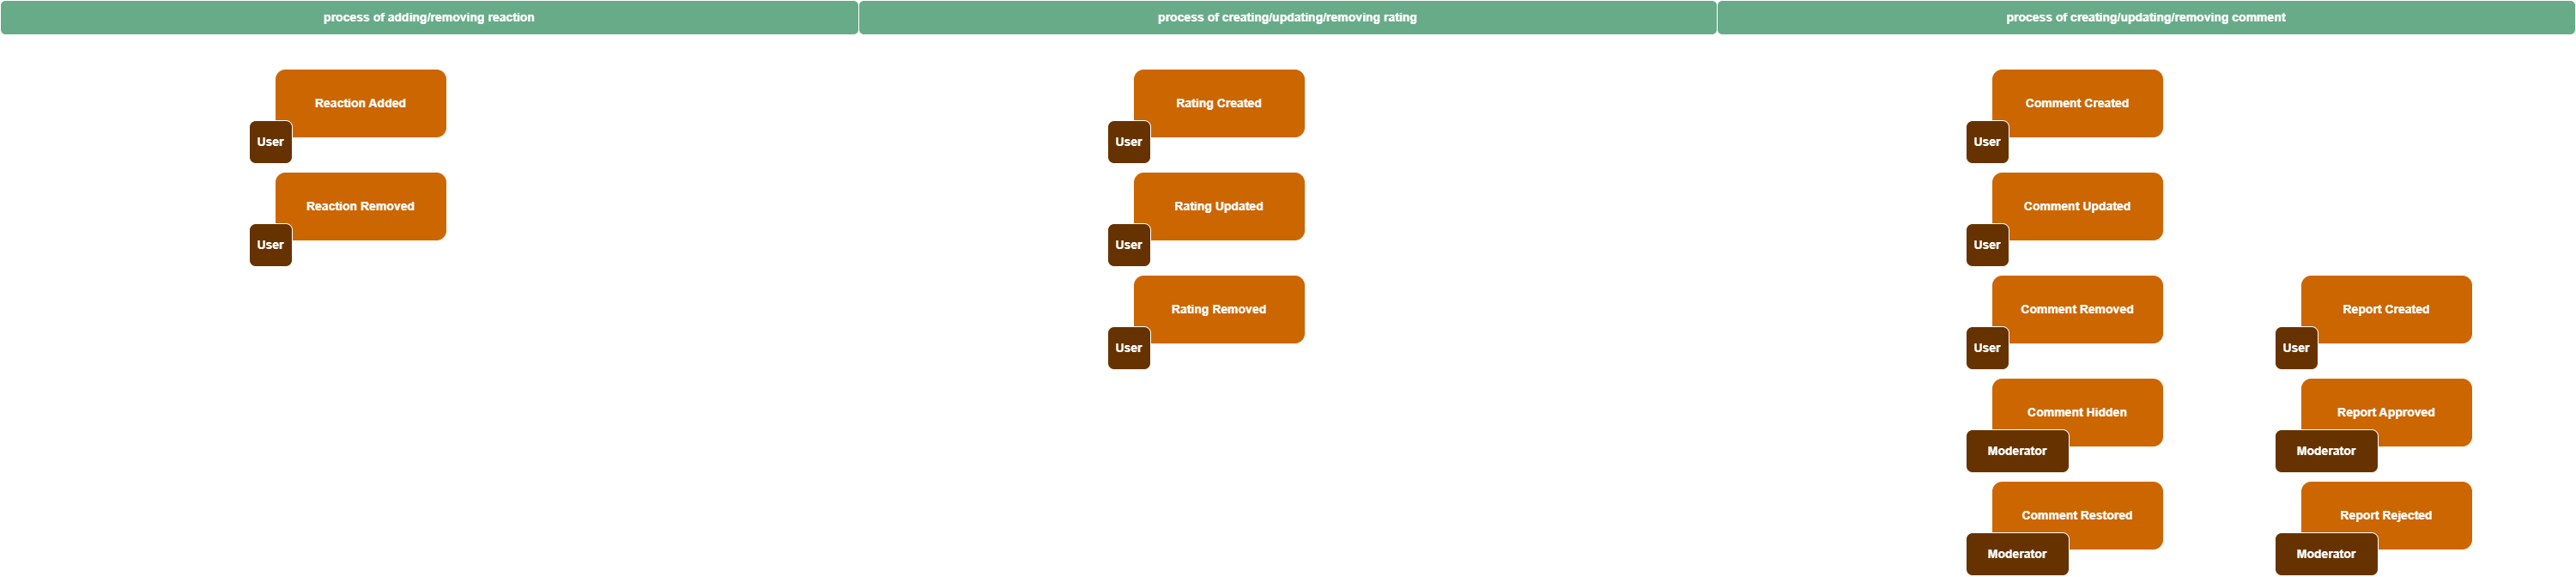 process of adding/removing reaction
process of creating/updating/removing rating
process of creating/updating/removing comment
Reaction Added
User
Reaction Removed
User
Rating Created
User
Rating Updated
User
Rating Removed
User
Comment Created
User
Comment Updated
User
Comment Removed
User
Comment Hidden
Moderator
Comment Restored
Moderator
Report Created
User
Report Approved
Moderator
Report Rejected
Moderator